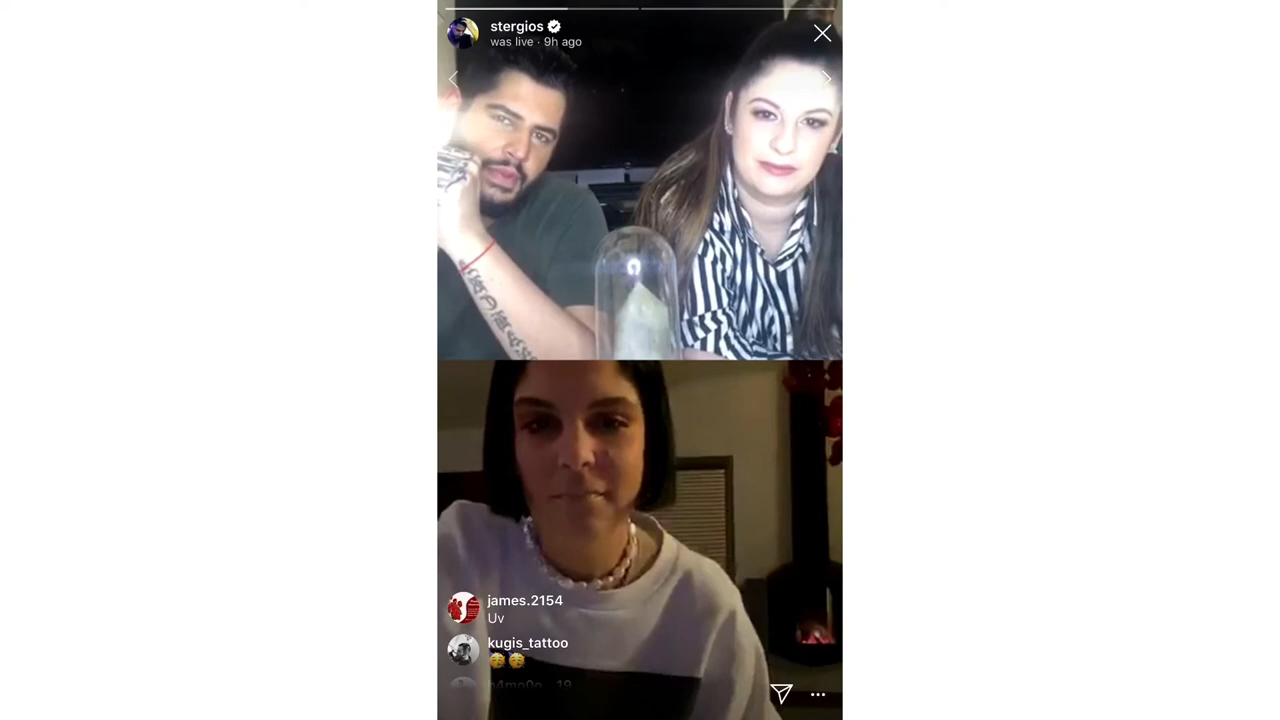 stergios
was live · 9h ago
james.2154
Uv
kugis_tattoo
🥳🥳